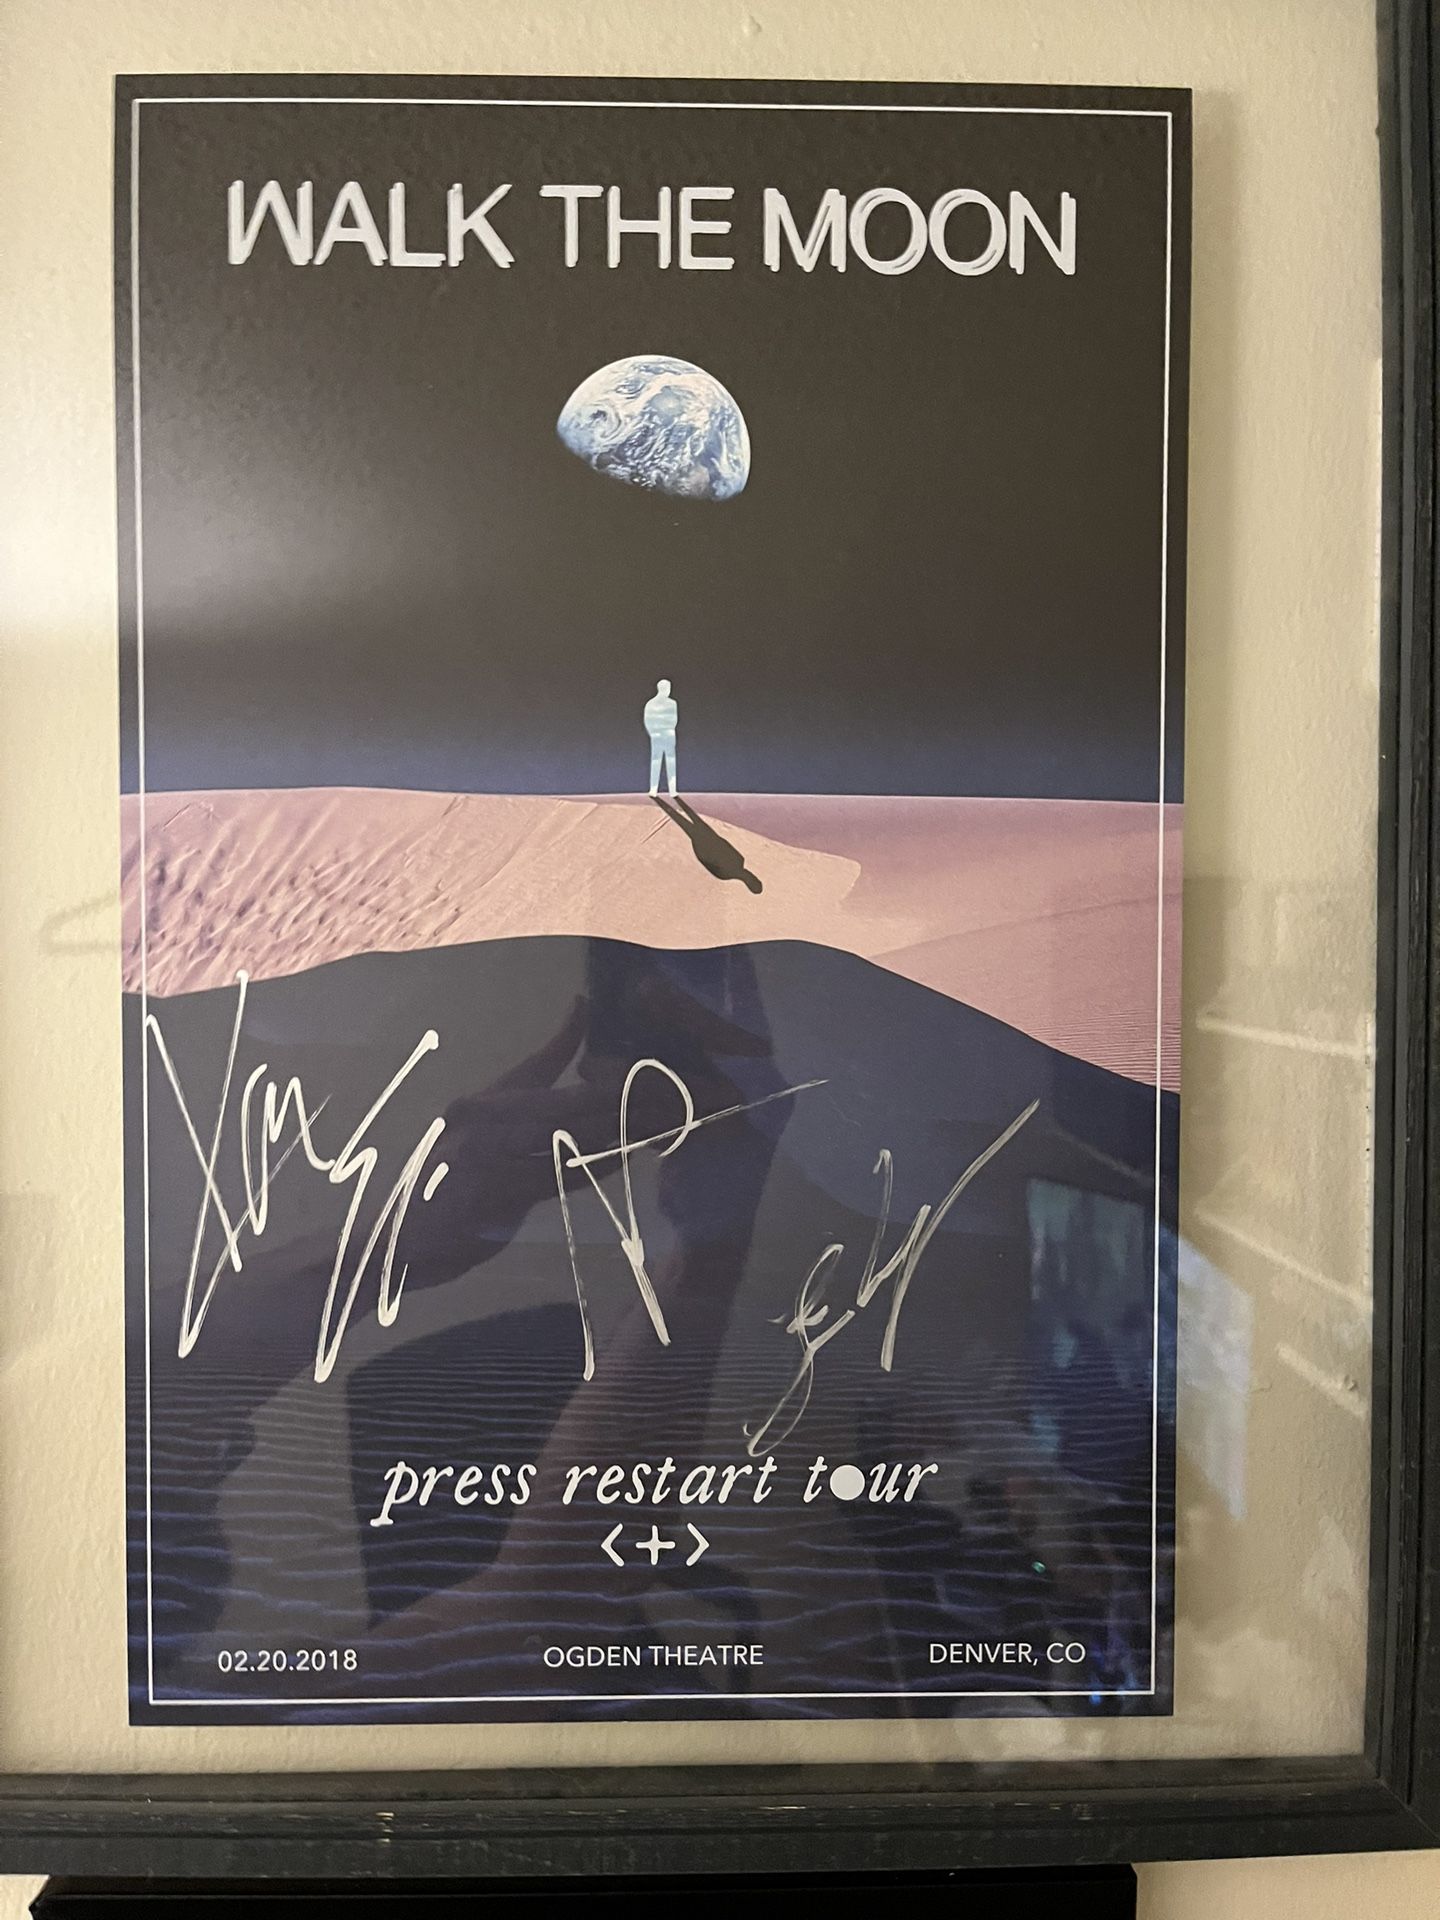 WALK THE MOON
press restart tour
<+>
02.20.2018 OGDEN THEATRE DENVER, CO